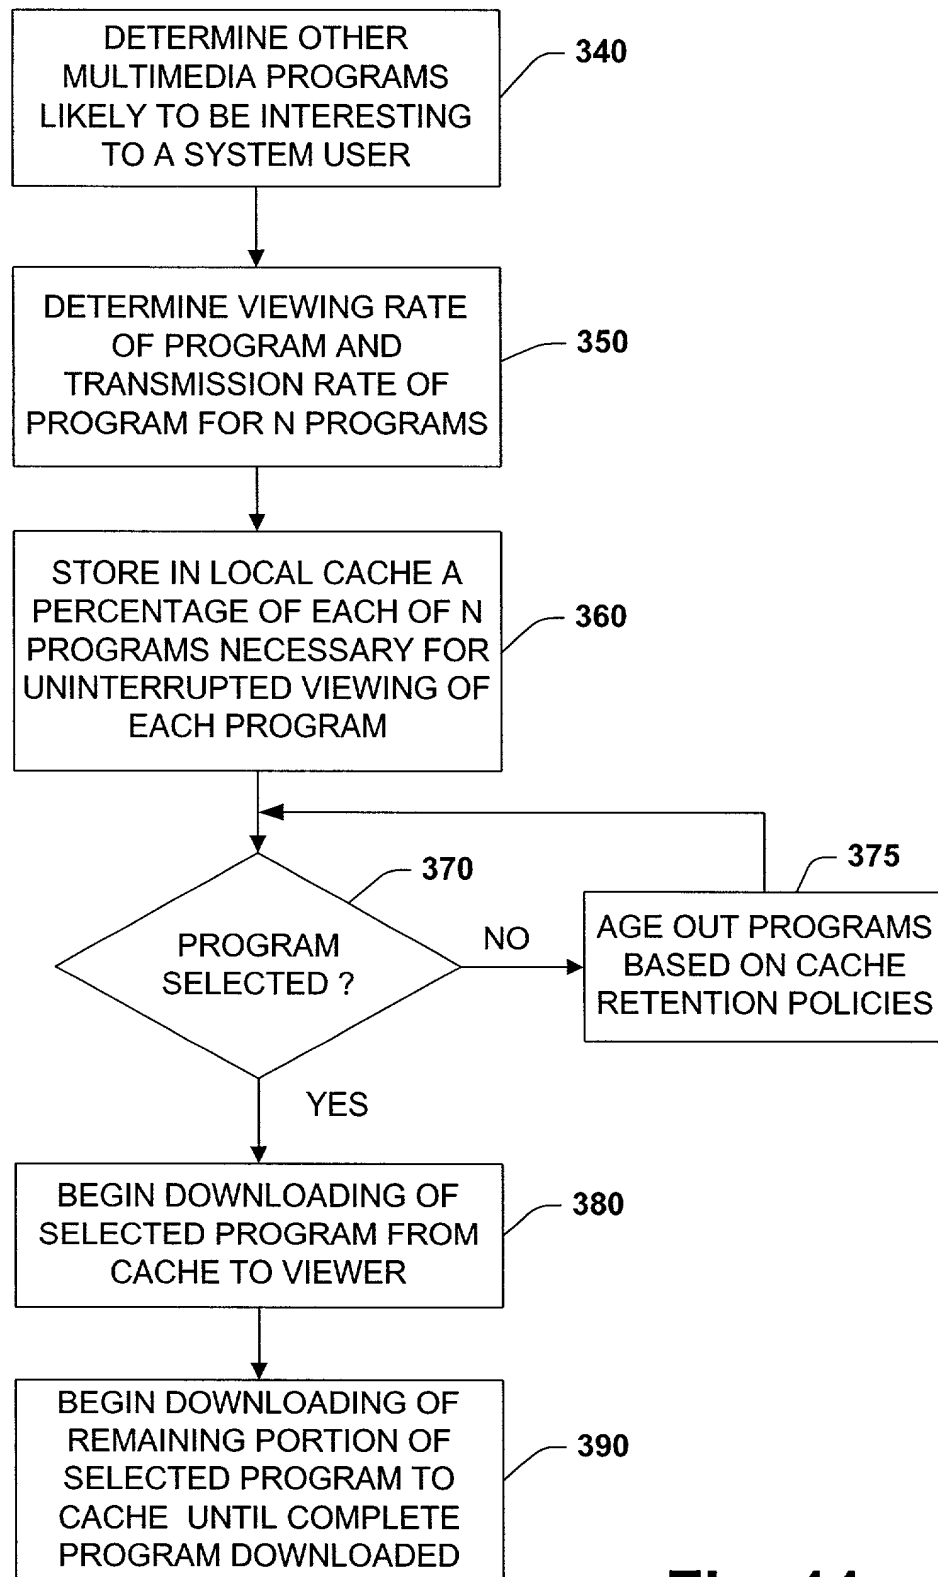 DETERMINE OTHER
MULTIMEDIA PROGRAMS
LIKELY TO BE INTERESTING
TO A SYSTEM USER
340
DETERMINE VIEWING RATE
OF PROGRAM AND
TRANSMISSION RATE OF
PROGRAM FOR N PROGRAMS
350
STORE IN LOCAL CACHE A
PERCENTAGE OF EACH OF N
PROGRAMS NECESSARY FOR
UNINTERRUPTED VIEWING OF
EACH PROGRAM
360
PROGRAM
SELECTED ?
370
NO
AGE OUT PROGRAMS
BASED ON CACHE
RETENTION POLICIES
375
YES
BEGIN DOWNLOADING OF
SELECTED PROGRAM FROM
CACHE TO VIEWER
380
BEGIN DOWNLOADING OF
REMAINING PORTION OF
SELECTED PROGRAM TO
CACHE UNTIL COMPLETE
PROGRAM DOWNLOADED
390